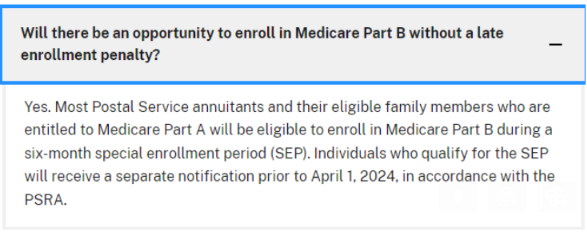 Will there be an opportunity to enroll in Medicare Part B without a late
enrollment penalty?
Yes. Most Postal Service annuitants and their eligible family members who are
entitled to Medicare Part A will be eligible to enroll in Medicare Part B during a
six-month special enrollment period (SEP). Individuals who qualify for the SEP
will receive a separate notification prior to April 1, 2024, in accordance with the
PSRA.